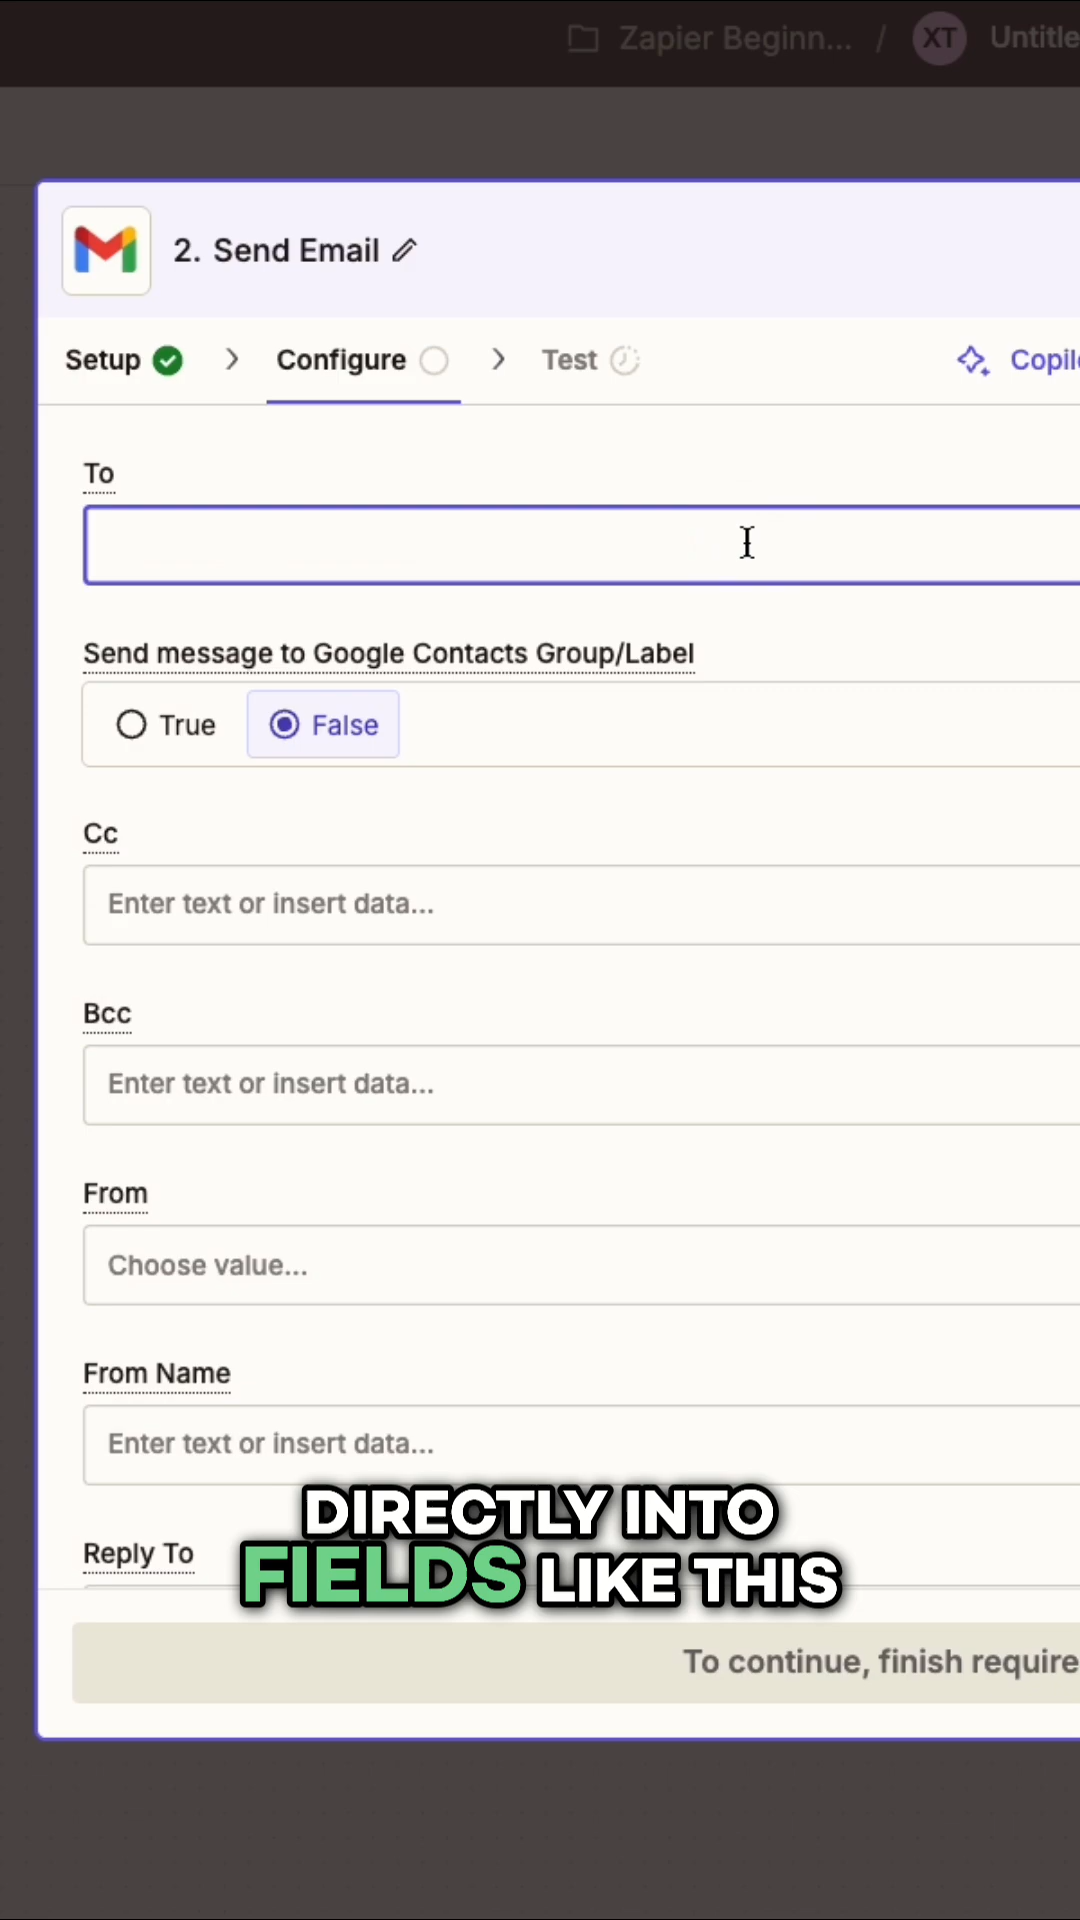 Zapier Beginn... / XT Untitle
2. Send Email
Setup > Configure > Test Copil
To
Send message to Google Contacts Group/Label
True False
Cc
Enter text or insert data...
Bcc
Enter text or insert data...
From
Choose value...
From Name
Enter text or insert data...
Reply To
DIRECTLY INTO
FIELDS LIKE THIS
To continue, finish require